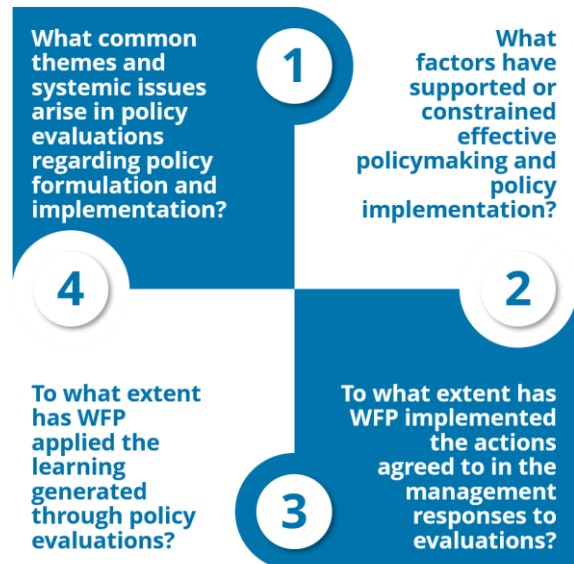 What common
themes and
systemic issues
arise in policy
evaluations
regarding policy
formulation and
implementation?
1
What
factors have
supported or
constrained
effective
policymaking and
policy
implementation?
2
To what extent has
WFP implemented
the actions
agreed to in the
management
responses to
evaluations?
3
To what extent
has WFP
applied the
learning
generated
through policy
evaluations?
4